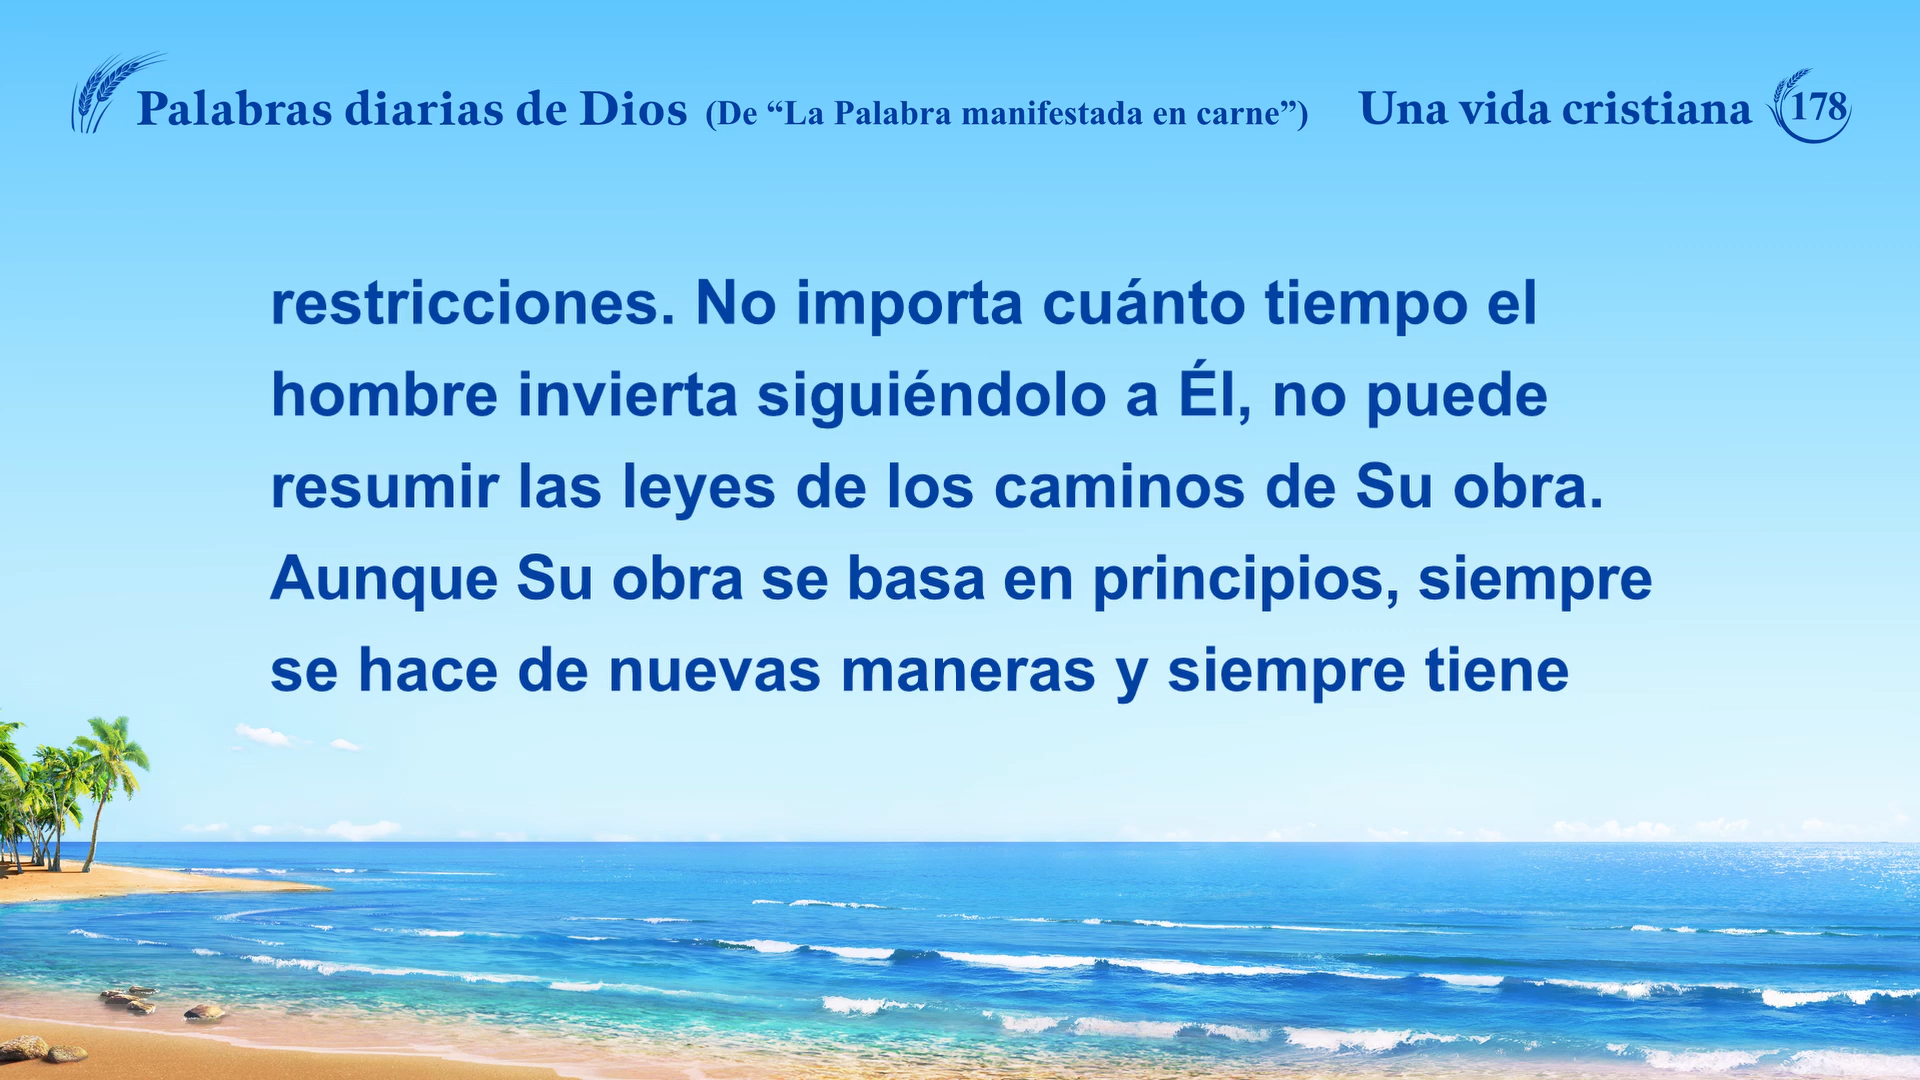 Palabras diarias de Dios (De “La Palabra manifestada en carne”) Una vida cristiana 178
restricciones. No importa cuánto tiempo el
hombre invierta siguiéndolo a Él, no puede
resumir las leyes de los caminos de Su obra.
Aunque Su obra se basa en principios, siempre
se hace de nuevas maneras y siempre tiene